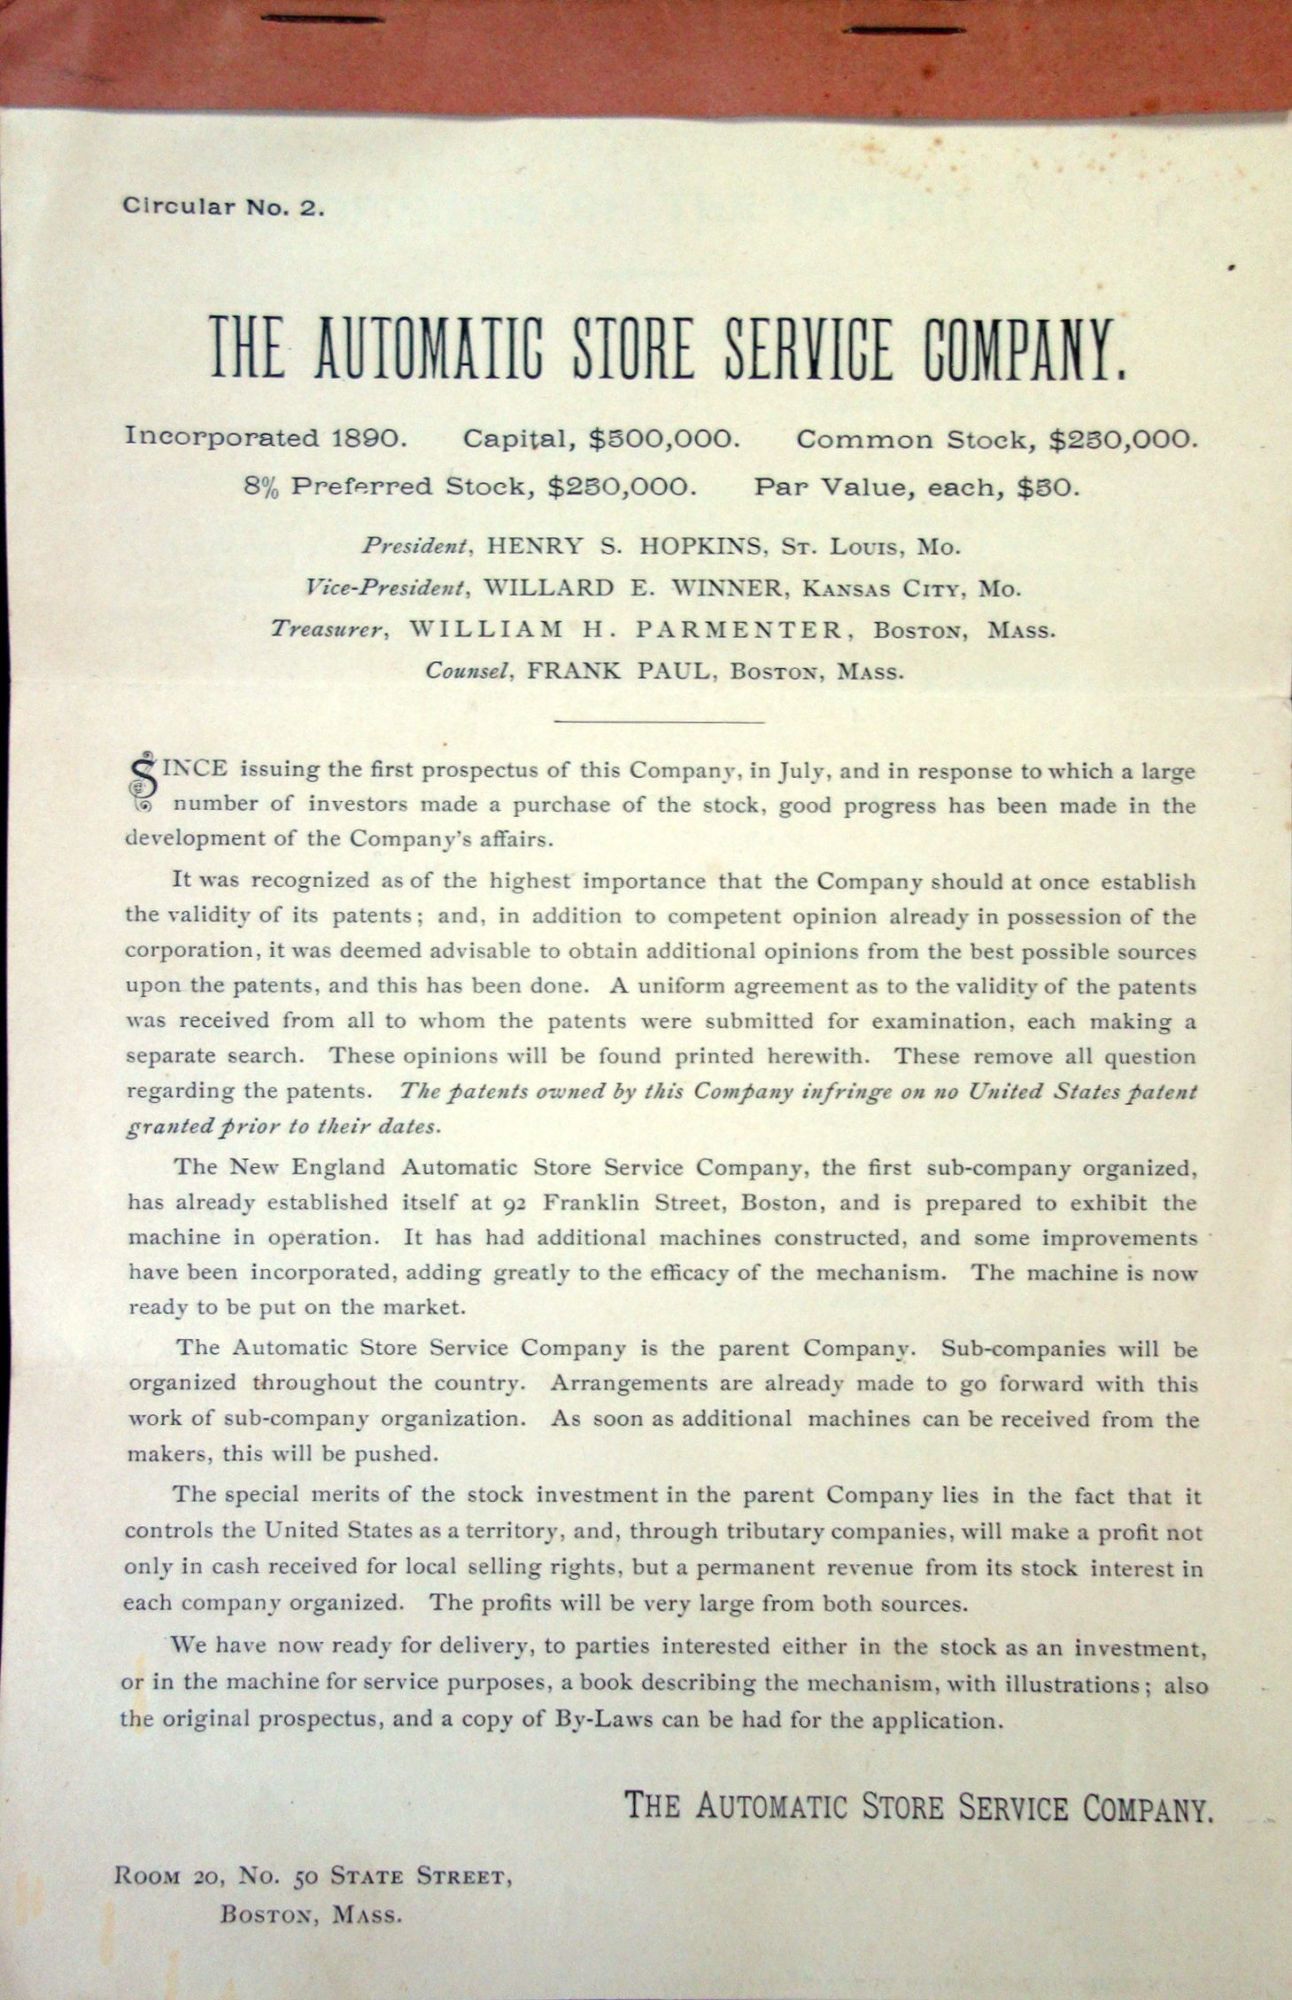 Circular No. 2.
THE AUTOMATIC STORE SERVICE COMPANY.
Incorporated 1890. Capital, $500,000. Common Stock, $250,000.
8% Preferred Stock, $250,000. Par Value, each, $50.
President, HENRY S. HOPKINS, St. Louis, Mo.
Vice-President, WILLARD E. WINNER, Kansas City, Mo.
Treasurer, WILLIAM H. PARMENTER, Boston, Mass.
Counsel, FRANK PAUL, Boston, Mass.
SINCE issuing the first prospectus of this Company, in July, and in response to which a large
number of investors made a purchase of the stock, good progress has been made in the
development of the Company's affairs.
It was recognized as of the highest importance that the Company should at once establish
the validity of its patents; and, in addition to competent opinion already in possession of the
corporation, it was deemed advisable to obtain additional opinions from the best possible sources
upon the patents, and this has been done. A uniform agreement as to the validity of the patents
was received from all to whom the patents were submitted for examination, each making a
separate search. These opinions will be found printed herewith. These remove all question
regarding the patents. The patents owned by this Company infringe on no United States patent
granted prior to their dates.
The New England Automatic Store Service Company, the first sub-company organized,
has already established itself at 92 Franklin Street, Boston, and is prepared to exhibit the
machine in operation. It has had additional machines constructed, and some improvements
have been incorporated, adding greatly to the efficacy of the mechanism. The machine is now
ready to be put on the market.
The Automatic Store Service Company is the parent Company. Sub-companies will be
organized throughout the country. Arrangements are already made to go forward with this
work of sub-company organization. As soon as additional machines can be received from the
makers, this will be pushed.
The special merits of the stock investment in the parent Company lies in the fact that it
controls the United States as a territory, and, through tributary companies, will make a profit not
only in cash received for local selling rights, but a permanent revenue from its stock interest in
each company organized. The profits will be very large from both sources.
We have now ready for delivery, to parties interested either in the stock as an investment,
or in the machine for service purposes, a book describing the mechanism, with illustrations; also
the original prospectus, and a copy of By-Laws can be had for the application.
The Automatic Store Service Company.
Room 20, No. 50 State Street,
Boston, Mass.